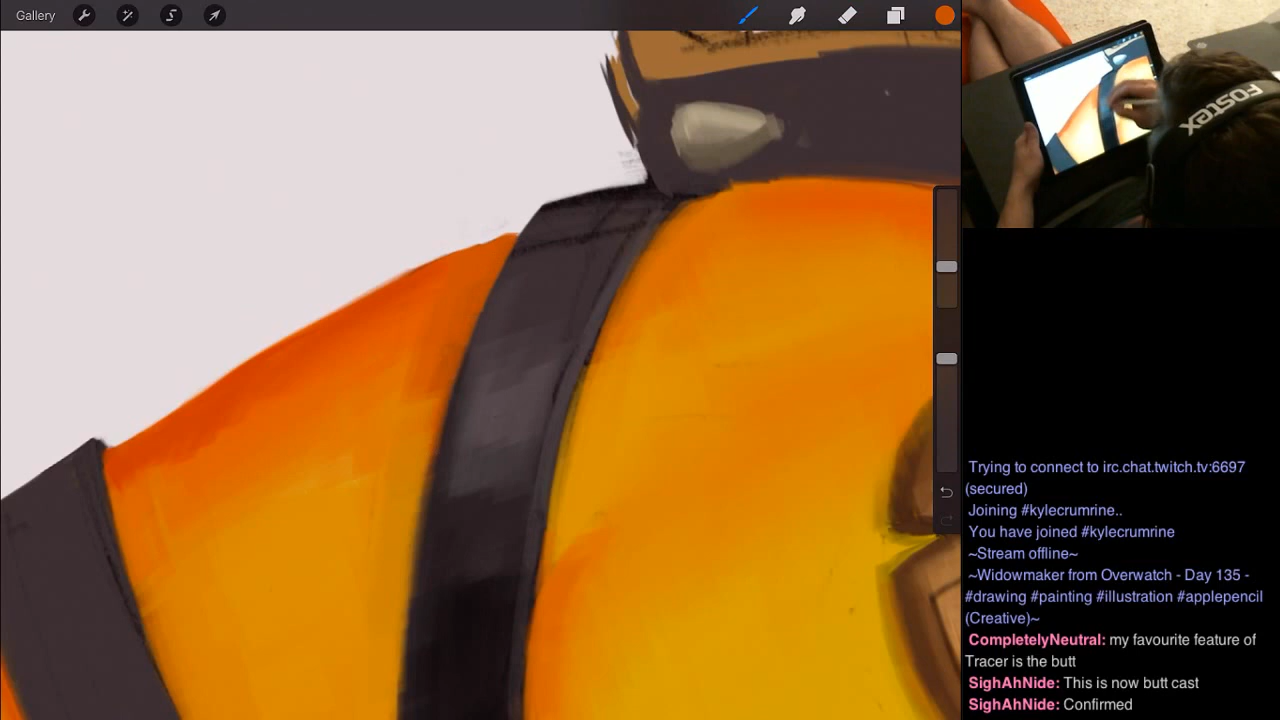 Gallery
FOSTEX
Trying to connect to irc.chat.twitch.tv:6697
(secured)
Joining #kylecrumrine..
You have joined #kylecrumrine
~Stream offline~
~Widowmaker from Overwatch - Day 135 -
#drawing #painting #illustration #applepencil
(Creative)~
CompletelyNeutral: my favourite feature of
Tracer is the butt
SighAhNide: This is now butt cast
SighAhNide: Confirmed